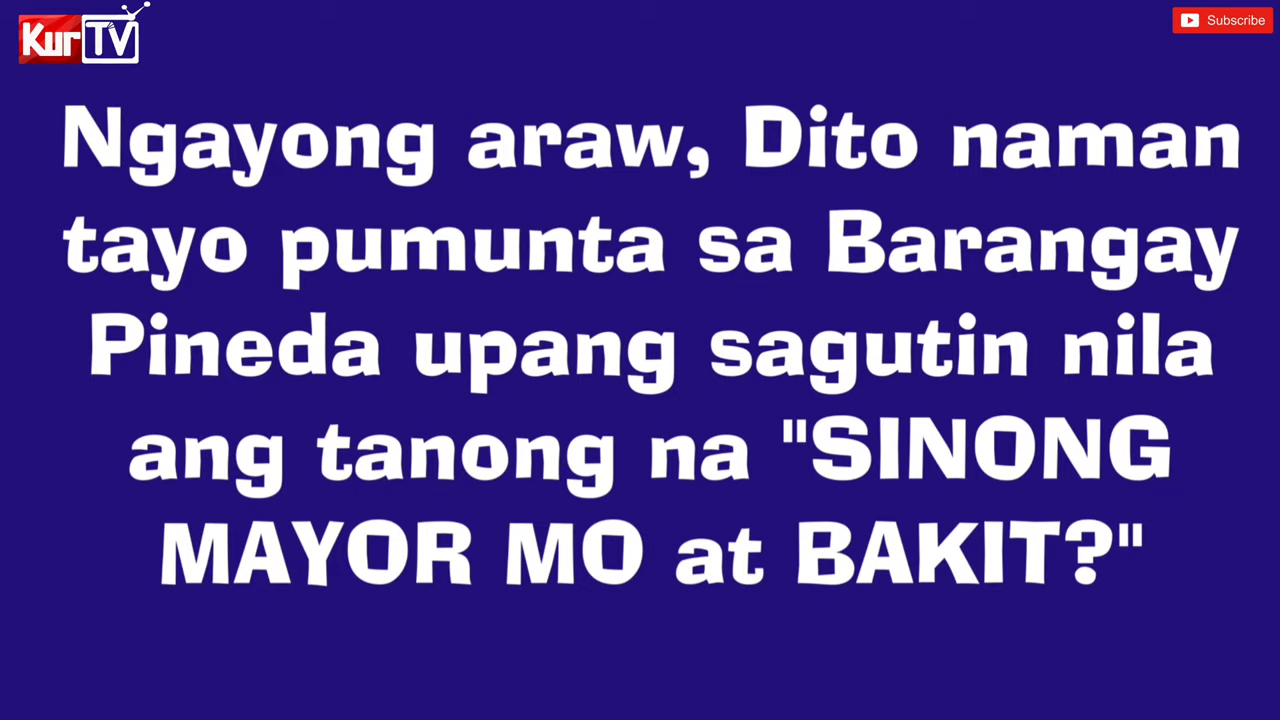 KurTV
Subscribe
Ngayong araw, Dito naman
tayo pumunta sa Barangay
Pineda upang sagutin nila
ang tanong na "SINONG
MAYOR MO at BAKIT?"